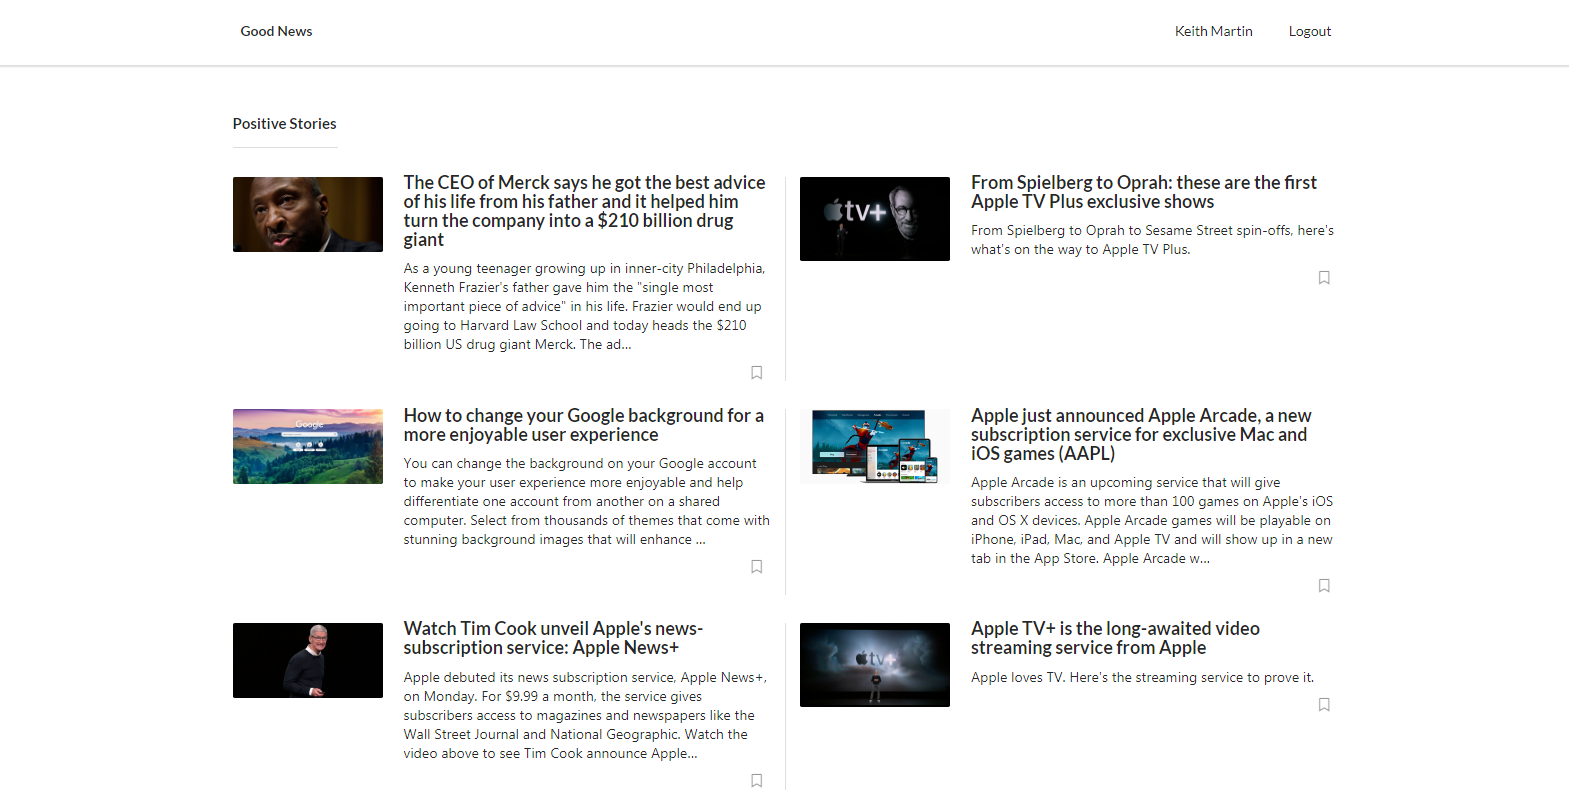 Good News
Keith Martin
Logout
Positive Stories
The CEO of Merck says he got the best advice
of his life from his father and it helped him
turn the company into a $210 billion drug
giant
As a young teenager growing up in inner-city Philadelphia,
Kenneth Frazier's father gave him the "single most
important piece of advice" in his life. Frazier would end up
going to Harvard Law School and today heads the $210
billion US drug giant Merck. The ad...
tv+
From Spielberg to Oprah: these are the first
Apple TV Plus exclusive shows
From Spielberg to Oprah to Sesame Street spin-offs, here's
what's on the way to Apple TV Plus.
Google
How to change your Google background for a
more enjoyable user experience
You can change the background on your Google account
to make your user experience more enjoyable and help
differentiate one account from another on a shared
computer. Select from thousands of themes that come with
stunning background images that will enhance ...
Apple just announced Apple Arcade, a new
subscription service for exclusive Mac and
iOS games (AAPL)
Apple Arcade is an upcoming service that will give
subscribers access to more than 100 games on Apple's iOS
and OS X devices. Apple Arcade games will be playable on
iPhone, iPad, Mac, and Apple TV and will show up in a new
tab in the App Store. Apple Arcade w...
Watch Tim Cook unveil Apple's news-
subscription service: Apple News+
Apple debuted its news subscription service, Apple News+,
on Monday. For $9.99 a month, the service gives
subscribers access to magazines and newspapers like the
Wall Street Journal and National Geographic. Watch the
video above to see Tim Cook announce Apple...
tv+
Apple TV+ is the long-awaited video
streaming service from Apple
Apple loves TV. Here's the streaming service to prove it.